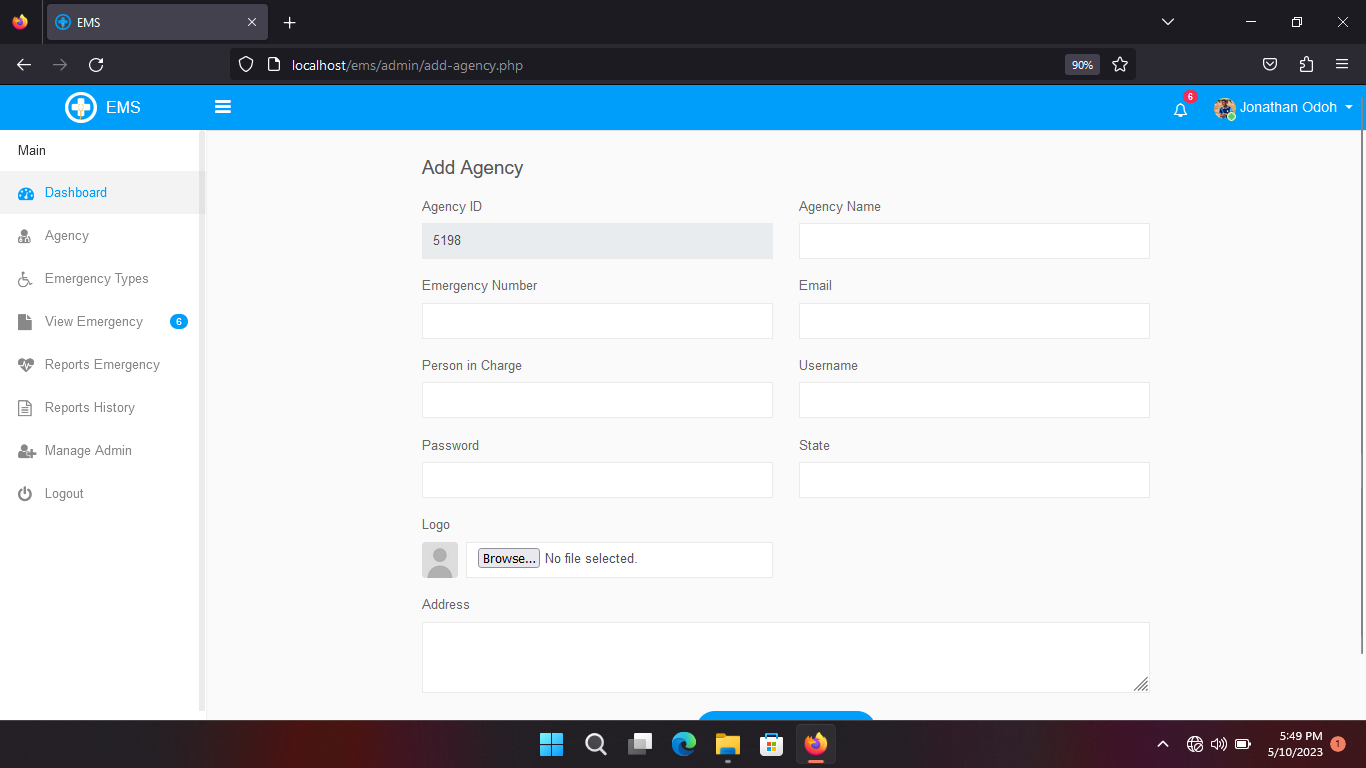 EMS
localhost/ems/admin/add-agency.php
90%
EMS
6
Jonathan Odoh
Main
Dashboard
Agency
Emergency Types
View Emergency 6
Reports Emergency
Reports History
Manage Admin
Logout
Add Agency
Agency ID
Agency Name
5198
Emergency Number
Email
Person in Charge
Username
Password
State
Logo
Browse... No file selected.
Address
5:49 PM
5/10/2023
1